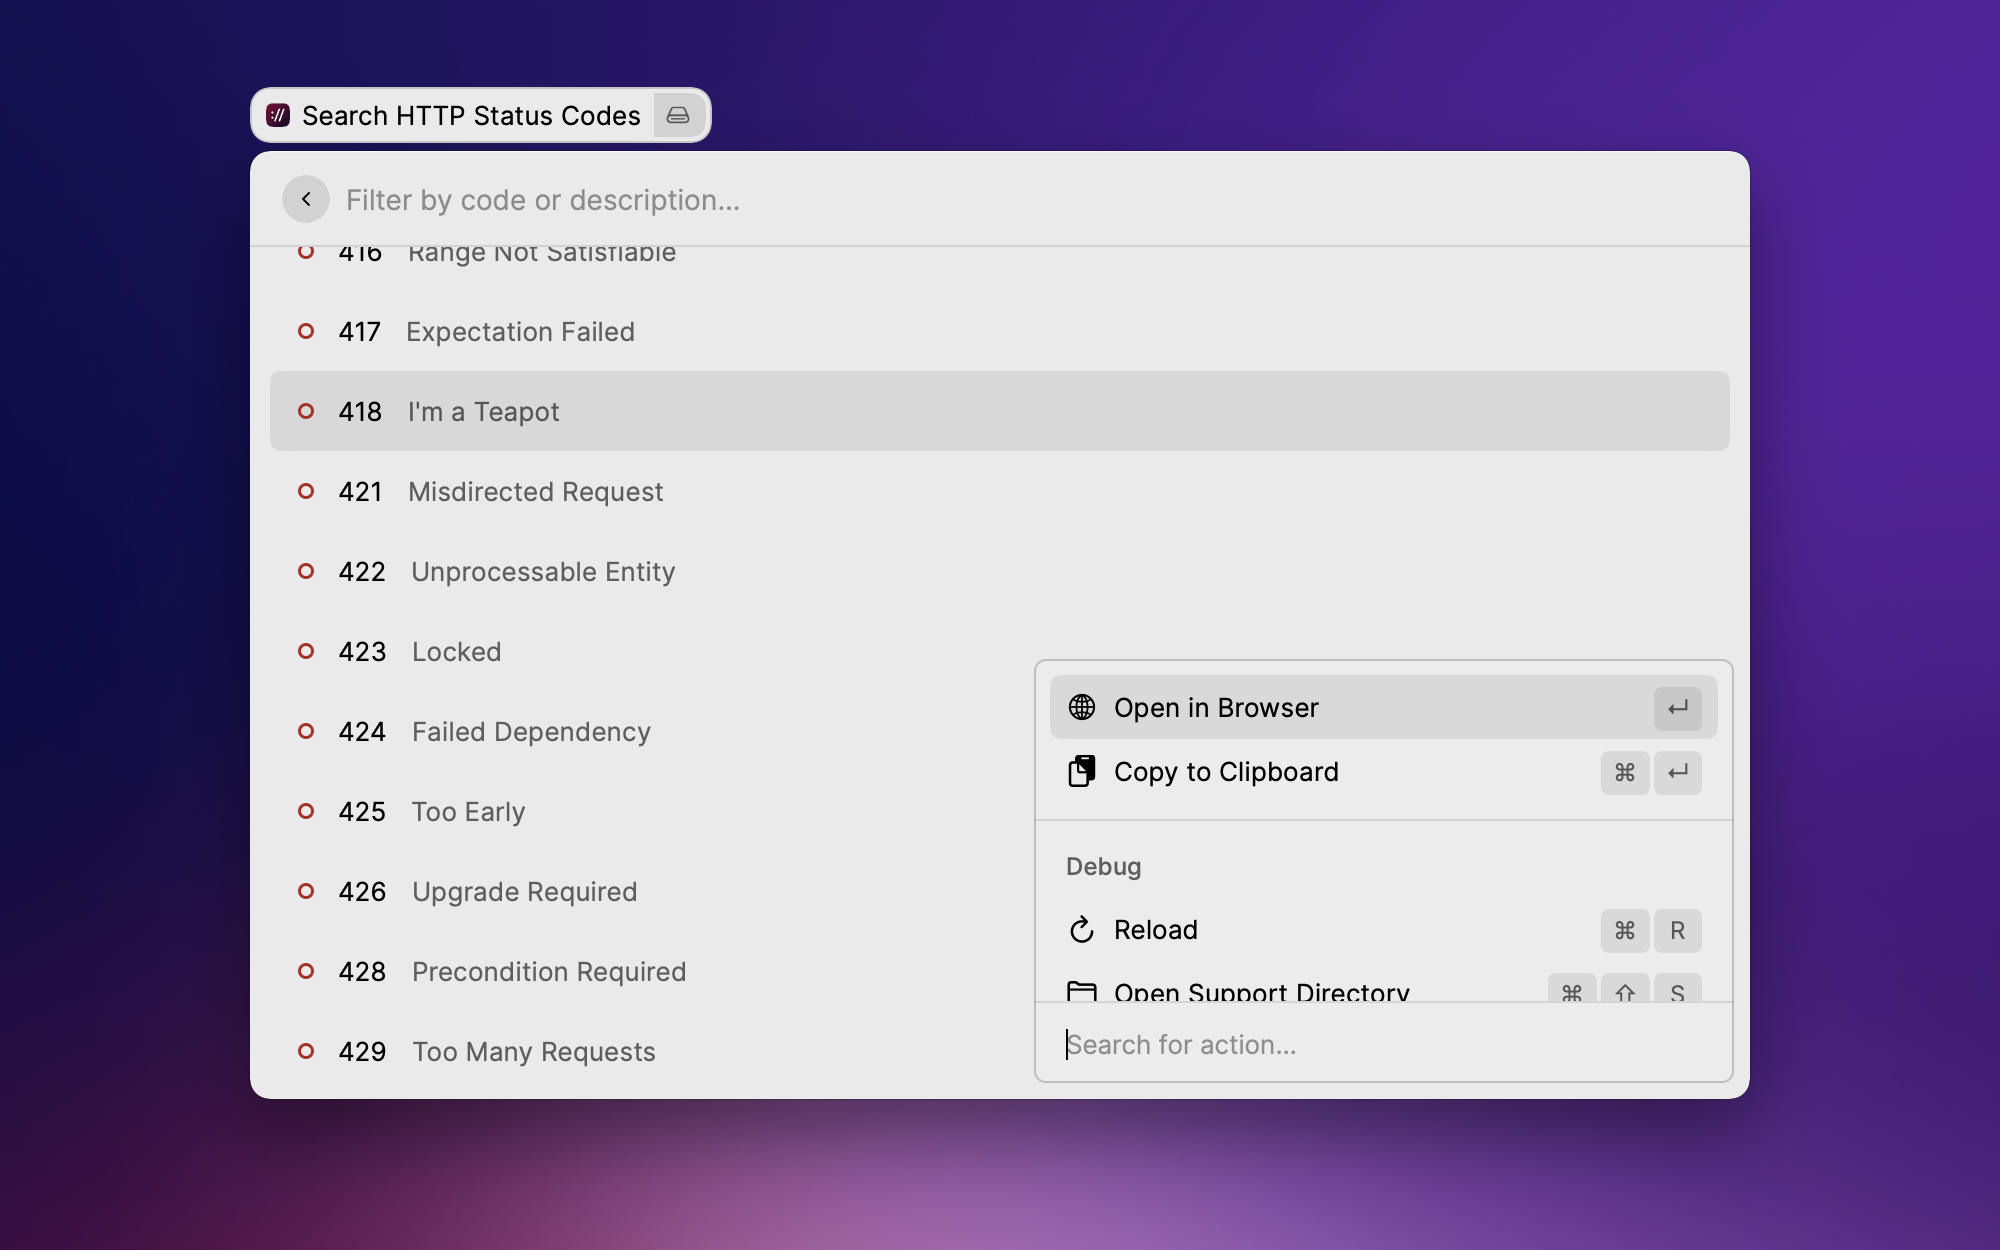 Search HTTP Status Codes
Filter by code or description...
416 Range Not Satisfiable
417 Expectation Failed
418 I'm a Teapot
421 Misdirected Request
422 Unprocessable Entity
423 Locked
424 Failed Dependency
425 Too Early
426 Upgrade Required
428 Precondition Required
429 Too Many Requests
Open in Browser ↵
Copy to Clipboard ⌘ ↵
Debug
Reload ⌘ R
Open Support Directory ⌘ ⇧ S
Search for action...